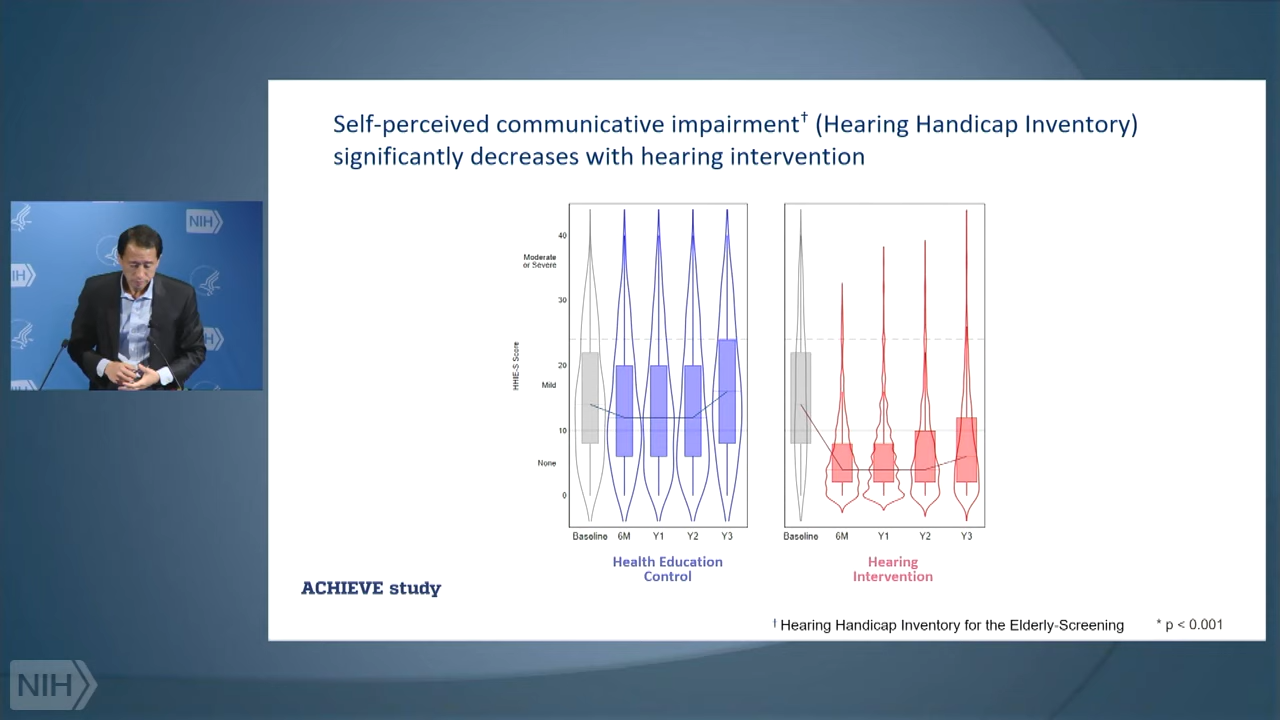 Self-perceived communicative impairment† (Hearing Handicap Inventory)
significantly decreases with hearing intervention
NIH
IH
H
40
Moderate
or Severe
30
HHIE-S Score
20
Mild
10
None
0
Baseline 6M Y1 Y2 Y3
Baseline 6M Y1 Y2 Y3
Health Education
Control
Hearing
Intervention
ACHIEVE study
† Hearing Handicap Inventory for the Elderly-Screening
* p < 0.001
NIH